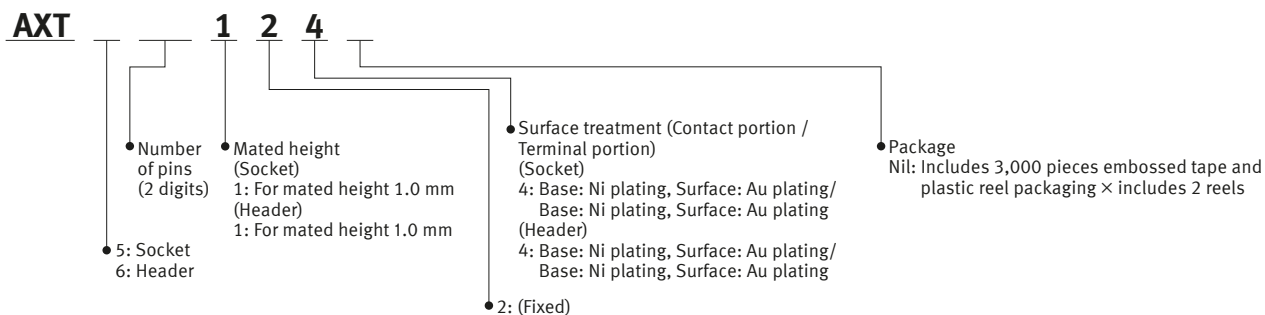 AXT 1 2 4
Number
of pins
(2 digits)
Mated height
(Socket)
1: For mated height 1.0 mm
(Header)
1: For mated height 1.0 mm
Surface treatment (Contact portion /
Terminal portion)
(Socket)
4: Base: Ni plating, Surface: Au plating/
Base: Ni plating, Surface: Au plating
(Header)
4: Base: Ni plating, Surface: Au plating/
Base: Ni plating, Surface: Au plating
Package
Nil: Includes 3,000 pieces embossed tape and
plastic reel packaging × includes 2 reels
5: Socket
6: Header
2: (Fixed)